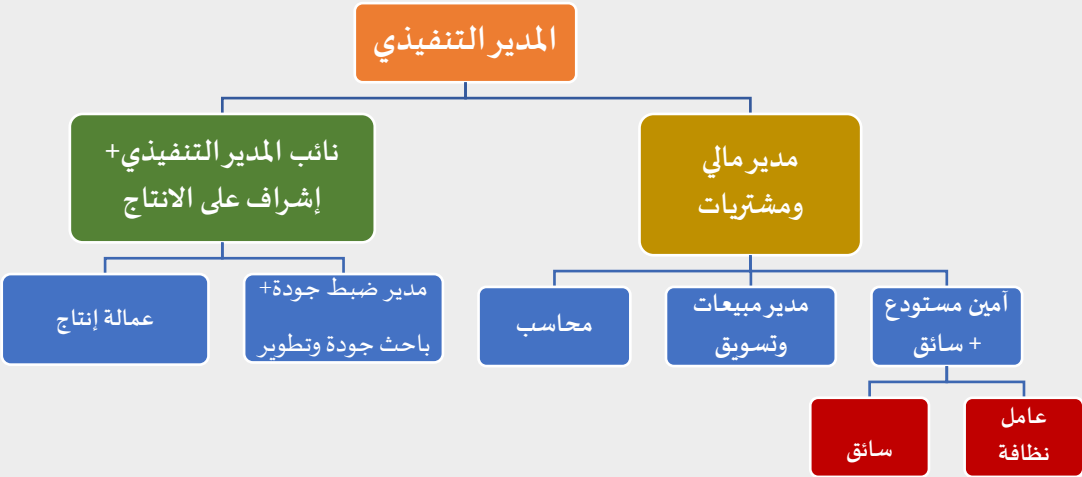 المدير التنفيذي
مدير مالي
ومشتريات
نائب المدير التنفيذي+
إشراف على الانتاج
آمين مستودع
+ سائق
مدير مبيعات
وتسويق
محاسب
مدير ضبط جودة+
باحث جودة وتطوير
عمالة إنتاج
عامل
نظافة
سائق